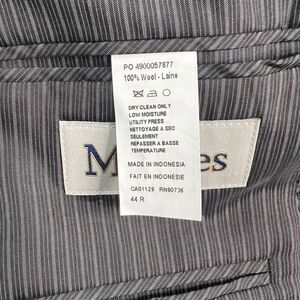 PO 4900057877
100% Wool - Laine
DRY CLEAN ONLY
LOW MOISTURE
UTILITY PRESS
NETTOYAGE A SEC
SEULEMENT
REPASSER A BASSE
TEMPERATURE
MADE IN INDONESIA
FAIT EN INDONESIE
CA01129 RN90736
44 R